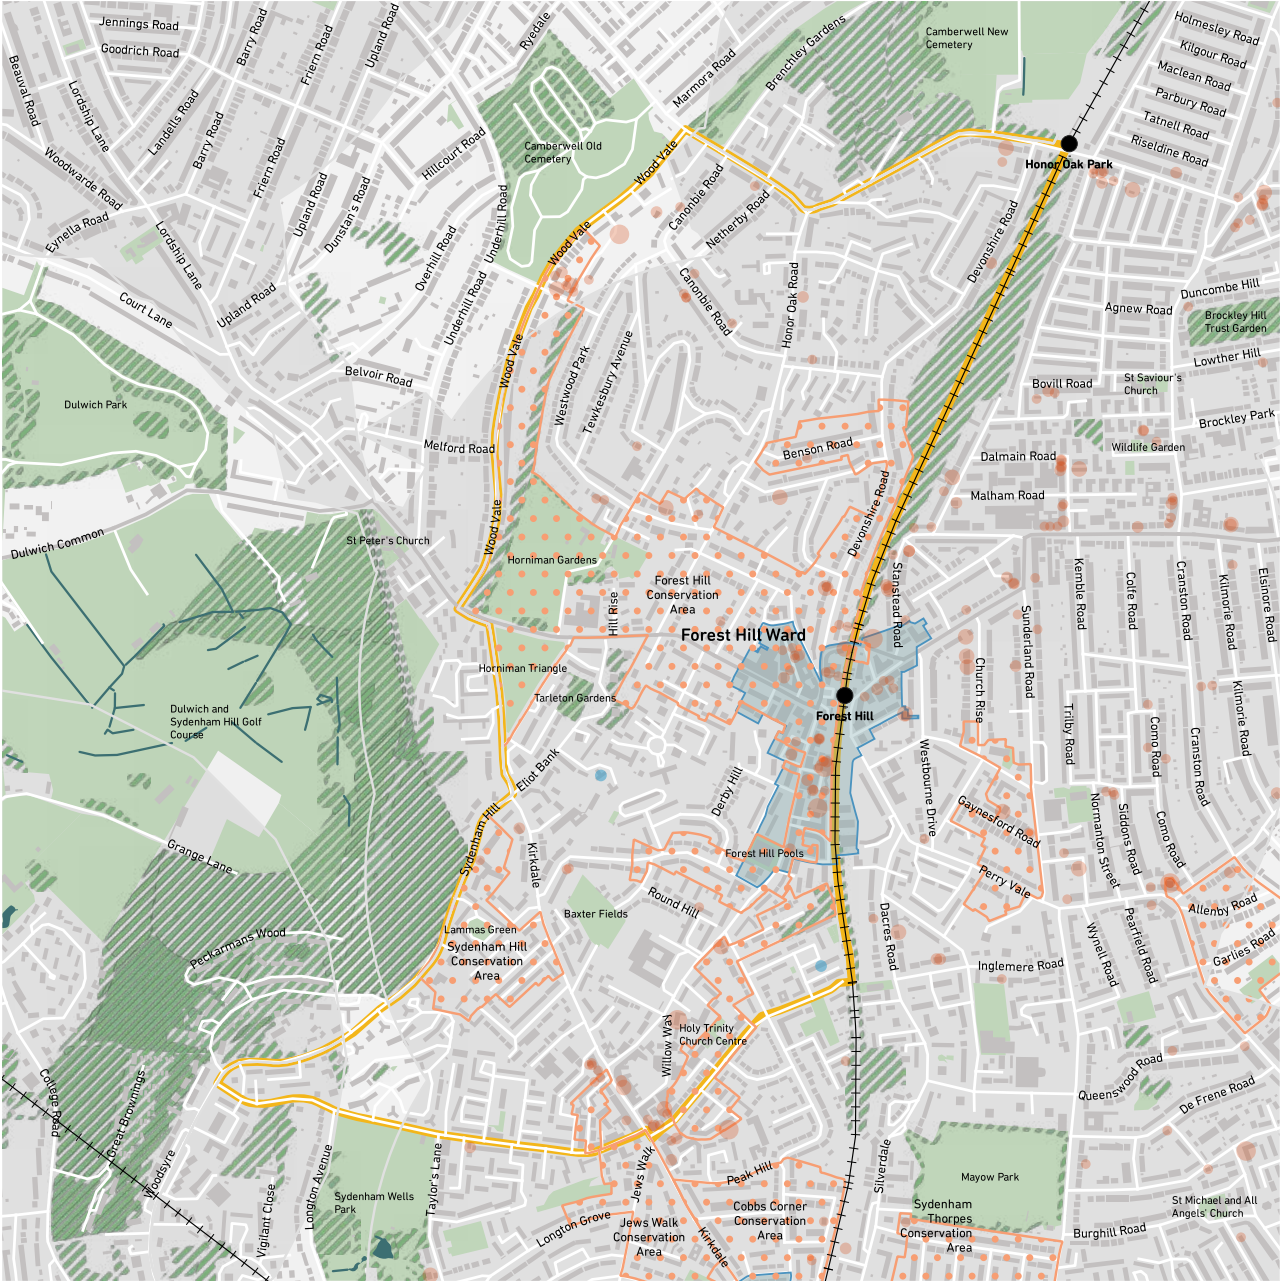 Jennings Road
Goodrich Road
Barry Road
Friern Road
Upland Road
Ryedale
Marmora Road
Brenchley Gardens
Camberwell New
Cemetery
Holmesley Road
Kilgour Road
Maclean Road
Parbury Road
Tatnell Road
Riseldine Road
Beauval Road
Lordship Lane
Landells Road
Barry Road
Friern Road
Woodwarde Road
Eynella Road
Lordship Lane
Upland Road
Dunstan's Road
Hillcourt Road
Underhill Road
Camberwell Old
Cemetery
Wood Vale
Canonbie Road
Netherby Road
Honor Oak Park
Devonshire Road
Court Lane
Upland Road
Overhill Road
Underhill Road
Wood Vale
Canonbie Road
Honor Oak Road
Duncombe Hill
Agnew Road
Brockley Hill
Trust Garden
Lowther Hill
Wood Vale
Westwood Park
Tewkesbury Avenue
Belvoir Road
Bovill Road
St Saviour's
Church
Brockley Park
Dulwich Park
Melford Road
Benson Road
Dalmain Road
Wildlife Garden
Malham Road
Devonshire Road
Dulwich Common
St Peter's Church
Wood Vale
Horniman Gardens
Hill Rise
Forest Hill
Conservation
Area
Stanstead Road
Kemble Road
Colfe Road
Cranston Road
Kilmorie Road
Elsinore Road
Forest Hill Ward
Sunderland Road
Horniman Triangle
Tarleton Gardens
Church Rise
Forest Hill
Dulwich and
Sydenham Hill Golf
Course
Trilby Road
Como Road
Cranston Road
Kilmorie Road
Eliot Bank
Derby Hill
Westbourne Drive
Gaynesford Road
Normanton Street
Siddons Road
Como Road
Sydenham Hill
Grange Lane
Kirkdale
Forest Hill Pools
Perry Vale
Round Hill
Baxter Fields
Allenby Road
Lammas Green
Sydenham Hill
Conservation
Area
Peckarmans Wood
Dacres Road
Wynell Road
Pearfield Road
Garlies Road
Inglemere Road
Willow Way
Holy Trinity
Church Centre
College Road
Great Brownings
Queenswood Road
De Frene Road
Woodsyre
Vigilant Close
Longton Avenue
Sydenham Wells
Park
Taylor's Lane
Jews Walk
Peak Hill
Silverdale
Mayow Park
Longton Grove
Jews Walk
Conservation
Area
Kirkdale
Cobbs Corner
Conservation
Area
Sydenham
Thorpes
Conservation
Area
Burghill Road
St Michael and All
Angels' Church